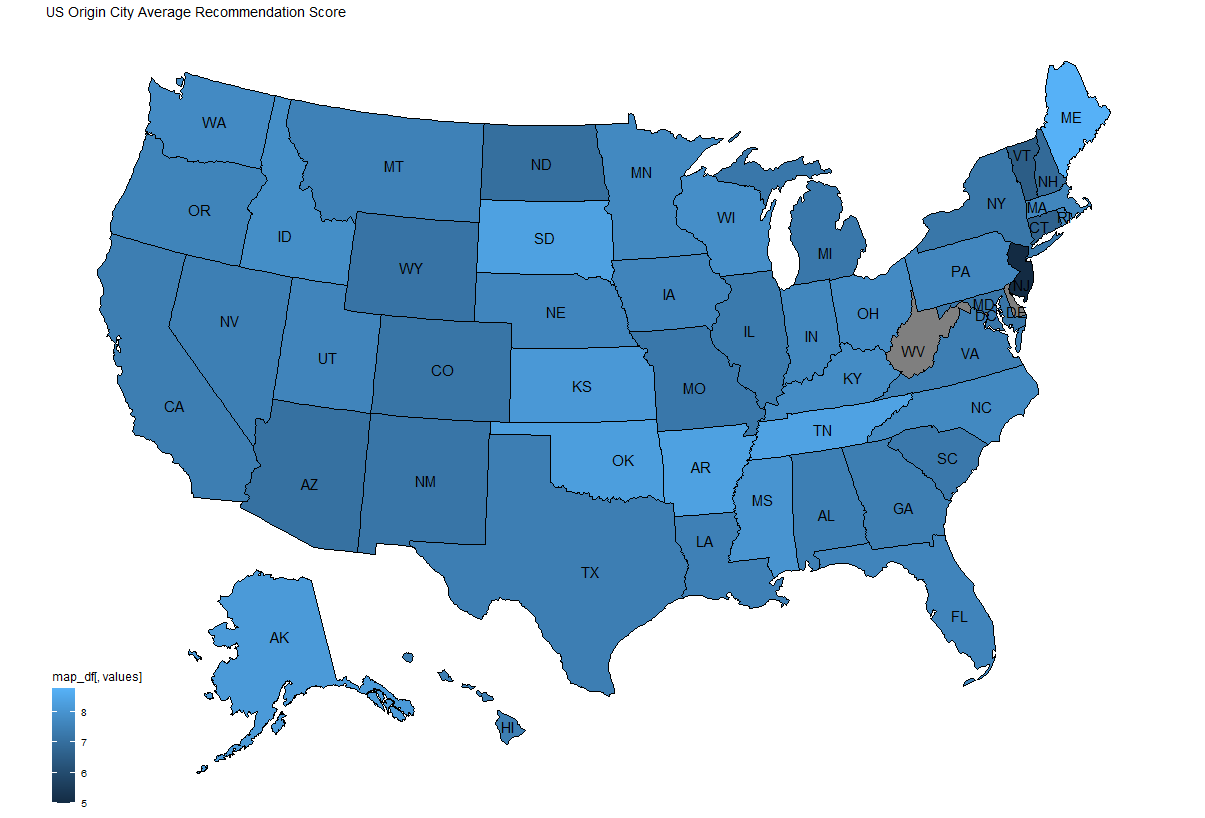 US Origin City Average Recommendation Score
ME
WA
MT
ND
MN
VT
NH
OR
ID
SD
WI
NY
MA
RI
CT
WY
MI
PA
NV
NE
IA
IL
IN
OH
NJ
MD
DE
DC
UT
CO
KS
MO
KY
WV
VA
CA
TN
NC
AZ
NM
OK
AR
SC
MS
AL
GA
LA
TX
FL
AK
HI
map_df[, values]
8
7
6
5